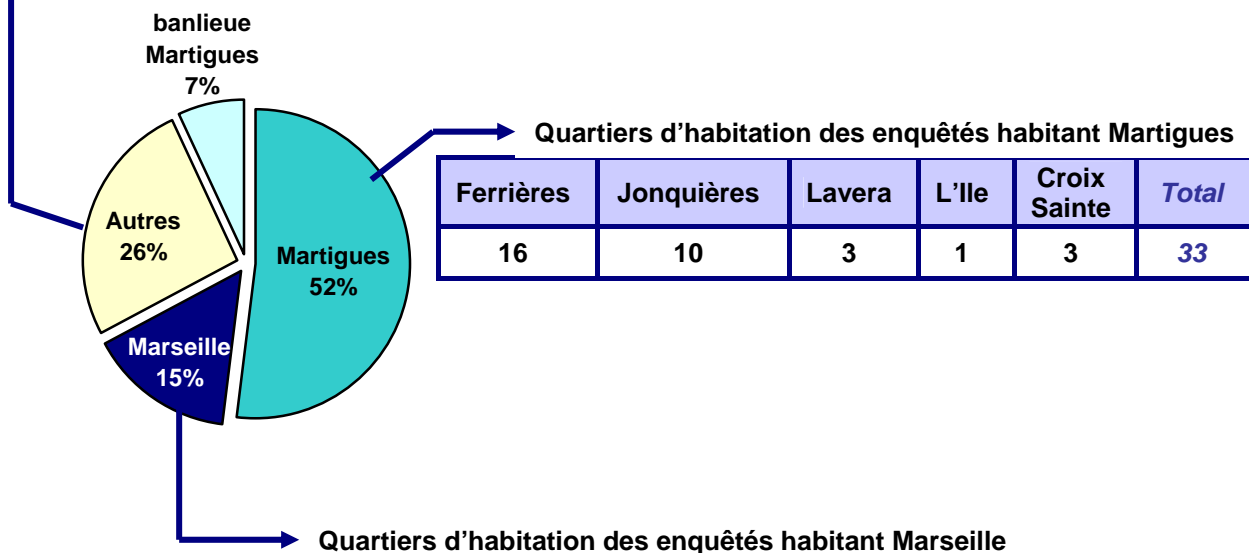 banlieue
Martigues
7%
Quartiers d’habitation des enquêtés habitant Martigues
Ferrières Jonquières Lavera L’Ile Croix Sainte Total
16 10 3 1 3 33
Autres
26%
Martigues
52%
Marseille
15%
Quartiers d’habitation des enquêtés habitant Marseille